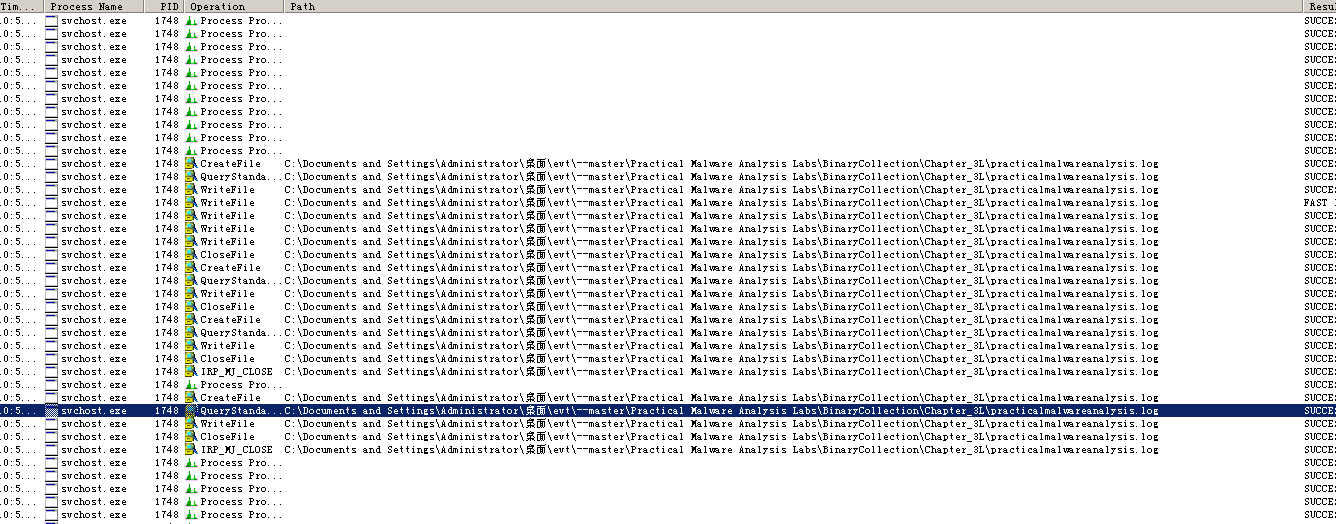 Tim... Process Name PID Operation Path Resu
.0:5... svchost.exe 1748 Process Pro... SUCCE
.0:5... svchost.exe 1748 Process Pro... SUCCE
.0:5... svchost.exe 1748 Process Pro... SUCCE
.0:5... svchost.exe 1748 Process Pro... SUCCE
.0:5... svchost.exe 1748 Process Pro... SUCCE
.0:5... svchost.exe 1748 Process Pro... SUCCE
.0:5... svchost.exe 1748 Process Pro... SUCCE
.0:5... svchost.exe 1748 Process Pro... SUCCE
.0:5... svchost.exe 1748 Process Pro... SUCCE
.0:5... svchost.exe 1748 Process Pro... SUCCE
.0:5... svchost.exe 1748 Process Pro... SUCCE
.0:5... svchost.exe 1748 CreateFile C:\Documents and Settings\Administrator\桌面\evt\--master\Practical Malware Analysis Labs\BinaryCollection\Chapter_3L\practicalmalwareanalysis.log SUCCE
.0:5... svchost.exe 1748 QueryStanda... C:\Documents and Settings\Administrator\桌面\evt\--master\Practical Malware Analysis Labs\BinaryCollection\Chapter_3L\practicalmalwareanalysis.log SUCCE
.0:5... svchost.exe 1748 WriteFile C:\Documents and Settings\Administrator\桌面\evt\--master\Practical Malware Analysis Labs\BinaryCollection\Chapter_3L\practicalmalwareanalysis.log SUCCE
.0:5... svchost.exe 1748 WriteFile C:\Documents and Settings\Administrator\桌面\evt\--master\Practical Malware Analysis Labs\BinaryCollection\Chapter_3L\practicalmalwareanalysis.log FAST
.0:5... svchost.exe 1748 WriteFile C:\Documents and Settings\Administrator\桌面\evt\--master\Practical Malware Analysis Labs\BinaryCollection\Chapter_3L\practicalmalwareanalysis.log SUCCE
.0:5... svchost.exe 1748 WriteFile C:\Documents and Settings\Administrator\桌面\evt\--master\Practical Malware Analysis Labs\BinaryCollection\Chapter_3L\practicalmalwareanalysis.log SUCCE
.0:5... svchost.exe 1748 WriteFile C:\Documents and Settings\Administrator\桌面\evt\--master\Practical Malware Analysis Labs\BinaryCollection\Chapter_3L\practicalmalwareanalysis.log SUCCE
.0:5... svchost.exe 1748 CloseFile C:\Documents and Settings\Administrator\桌面\evt\--master\Practical Malware Analysis Labs\BinaryCollection\Chapter_3L\practicalmalwareanalysis.log SUCCE
.0:5... svchost.exe 1748 CreateFile C:\Documents and Settings\Administrator\桌面\evt\--master\Practical Malware Analysis Labs\BinaryCollection\Chapter_3L\practicalmalwareanalysis.log SUCCE
.0:5... svchost.exe 1748 QueryStanda... C:\Documents and Settings\Administrator\桌面\evt\--master\Practical Malware Analysis Labs\BinaryCollection\Chapter_3L\practicalmalwareanalysis.log SUCCE
.0:5... svchost.exe 1748 WriteFile C:\Documents and Settings\Administrator\桌面\evt\--master\Practical Malware Analysis Labs\BinaryCollection\Chapter_3L\practicalmalwareanalysis.log SUCCE
.0:5... svchost.exe 1748 CloseFile C:\Documents and Settings\Administrator\桌面\evt\--master\Practical Malware Analysis Labs\BinaryCollection\Chapter_3L\practicalmalwareanalysis.log SUCCE
.0:5... svchost.exe 1748 CreateFile C:\Documents and Settings\Administrator\桌面\evt\--master\Practical Malware Analysis Labs\BinaryCollection\Chapter_3L\practicalmalwareanalysis.log SUCCE
.0:5... svchost.exe 1748 QueryStanda... C:\Documents and Settings\Administrator\桌面\evt\--master\Practical Malware Analysis Labs\BinaryCollection\Chapter_3L\practicalmalwareanalysis.log SUCCE
.0:5... svchost.exe 1748 WriteFile C:\Documents and Settings\Administrator\桌面\evt\--master\Practical Malware Analysis Labs\BinaryCollection\Chapter_3L\practicalmalwareanalysis.log SUCCE
.0:5... svchost.exe 1748 CloseFile C:\Documents and Settings\Administrator\桌面\evt\--master\Practical Malware Analysis Labs\BinaryCollection\Chapter_3L\practicalmalwareanalysis.log SUCCE
.0:5... svchost.exe 1748 IRP_MJ_CLOSE C:\Documents and Settings\Administrator\桌面\evt\--master\Practical Malware Analysis Labs\BinaryCollection\Chapter_3L\practicalmalwareanalysis.log SUCCE
.0:5... svchost.exe 1748 Process Pro... SUCCE
.0:5... svchost.exe 1748 CreateFile C:\Documents and Settings\Administrator\桌面\evt\--master\Practical Malware Analysis Labs\BinaryCollection\Chapter_3L\practicalmalwareanalysis.log SUCCE
.0:5... svchost.exe 1748 QueryStanda... C:\Documents and Settings\Administrator\桌面\evt\--master\Practical Malware Analysis Labs\BinaryCollection\Chapter_3L\practicalmalwareanalysis.log SUCCE
.0:5... svchost.exe 1748 WriteFile C:\Documents and Settings\Administrator\桌面\evt\--master\Practical Malware Analysis Labs\BinaryCollection\Chapter_3L\practicalmalwareanalysis.log SUCCE
.0:5... svchost.exe 1748 CloseFile C:\Documents and Settings\Administrator\桌面\evt\--master\Practical Malware Analysis Labs\BinaryCollection\Chapter_3L\practicalmalwareanalysis.log SUCCE
.0:5... svchost.exe 1748 IRP_MJ_CLOSE C:\Documents and Settings\Administrator\桌面\evt\--master\Practical Malware Analysis Labs\BinaryCollection\Chapter_3L\practicalmalwareanalysis.log SUCCE
.0:5... svchost.exe 1748 Process Pro... SUCCE
.0:5... svchost.exe 1748 Process Pro... SUCCE
.0:5... svchost.exe 1748 Process Pro... SUCCE
.0:5... svchost.exe 1748 Process Pro... SUCCE
.0:5... svchost.exe 1748 Process Pro... SUCCE